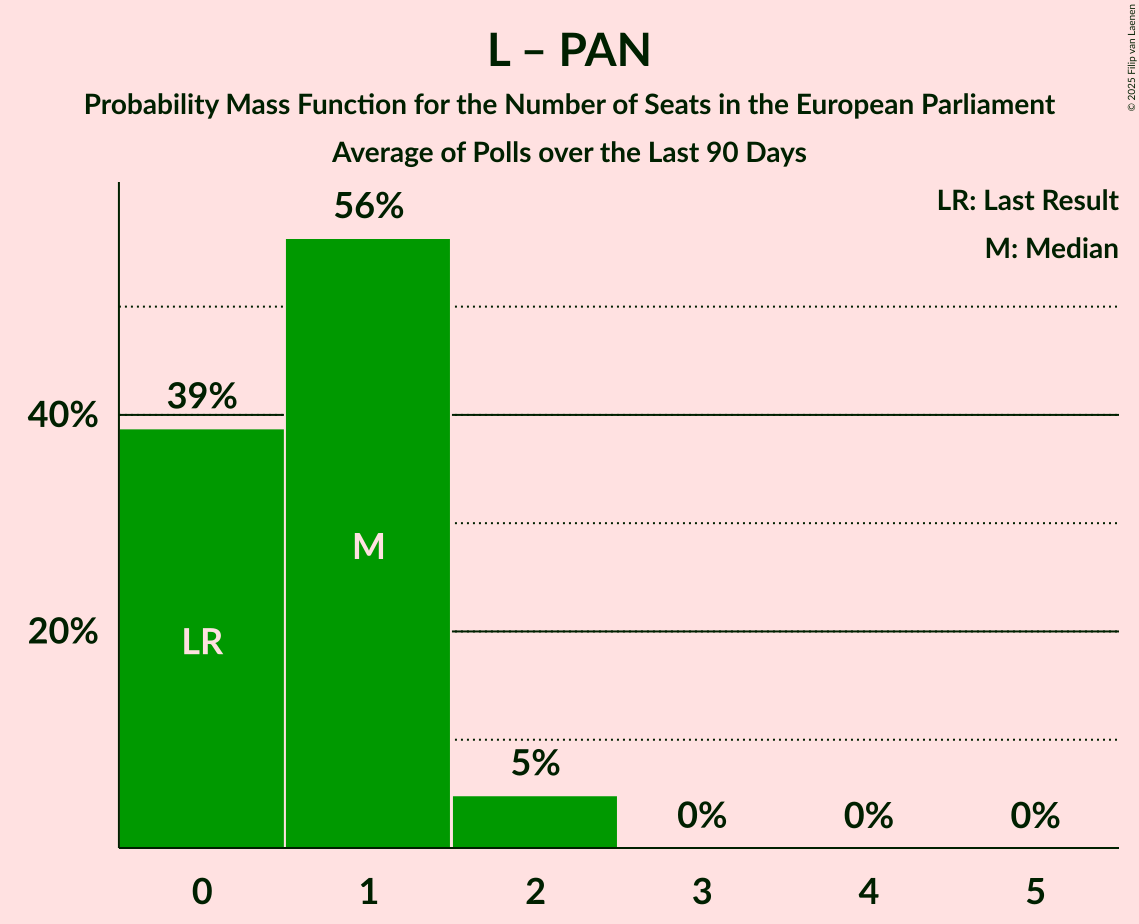 L – PAN
Probability Mass Function for the Number of Seats in the European Parliament
Average of Polls over the Last 90 Days
© 2025 Filip van Laenen
LR: Last Result
M: Median
56%
39%
40%
M
20%
LR
5%
0%
0%
0%
0
1
2
3
4
5